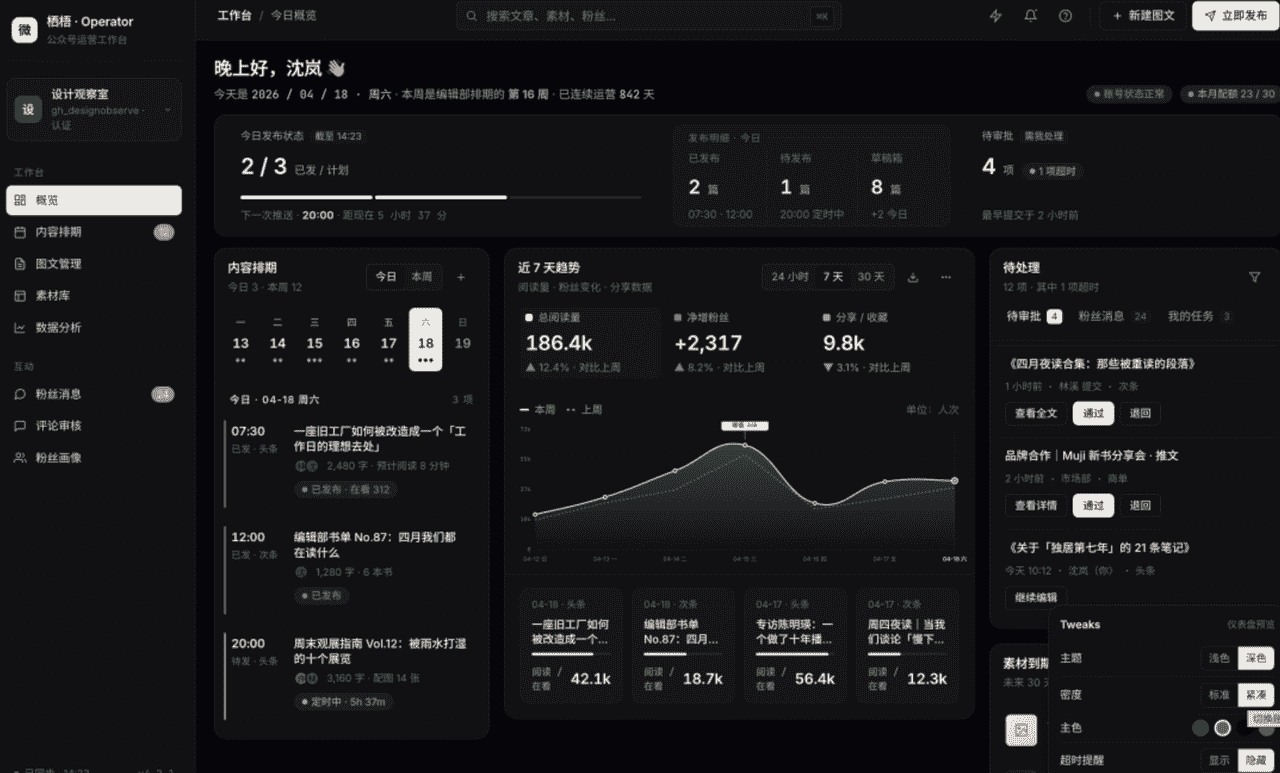 微
栖梧 · Operator
公众号运营工作台
设
设计观察室
gh_designobserve ·
认证
工作台
概览
内容排期
图文管理
素材库
数据分析
互动
粉丝消息
评论审核
粉丝画像
工作台 / 今日概览
搜索文章、素材、粉丝...
⌘K
+ 新建图文
立即发布
晚上好，沈岚 👋
今天是 2026 / 04 / 18 · 周六 · 本周是编辑部排期的 第 16 周 · 已连续运营 842 天
账号状态正常
本月配额 23 / 30
今日发布状态 截至 14:23
2 / 3 已发 / 计划
下一次推送 · 20:00 · 距现在 5 小时 37 分
发布明细 · 今日
已发布
2 篇
07:30 · 12:00
待发布
1 篇
20:00 定时中
草稿箱
8 篇
+2 今日
待审批 需我处理
4 项 1 项超时
最早提交于 2 小时前
内容排期
今日 3 · 本周 12
今日 本周 +
一 二 三 四 五 六 日
13 14 15 16 17 18 19
今日 · 04-18 周六 3 项
07:30
已发 · 头条
一座旧工厂如何被改造成一个「工
作日的理想去处」
2,480 字 · 预计阅读 8 分钟
已发布 · 在看 312
12:00
已发 · 次条
编辑部书单 No.87：四月我们都
在读什么
1,280 字 · 6 本书
已发布
20:00
待发 · 头条
周末观展指南 Vol.12：被雨水打湿
的十个展览
3,160 字 · 配图 14 张
定时中 · 5h 37m
近 7 天趋势
阅读量 · 粉丝变化 · 分享数据
24 小时 7 天 30 天
总阅读量
186.4k
▲ 12.4% · 对比上周
净增粉丝
+2,317
▲ 8.2% · 对比上周
分享 / 收藏
9.8k
▼ 3.1% · 对比上周
本周 上周
单位：人次
0
04-12 日 04-13 一 04-14 二 04-15 三 04-16 四 04-17 五 04-18 六
04-18 · 头条
一座旧工厂如何
被改造成一个...
阅读 /
在看
42.1k
04-18 · 次条
编辑部书单
No.87：四月...
阅读 /
在看
18.7k
04-17 · 头条
专访陈明瑛：一
个做了十年播...
阅读 /
在看
56.4k
04-17 · 次条
周四夜读｜当我
们谈论「慢下...
阅读 /
在看
12.3k
待处理
12 项 · 其中 1 项超时
待审批 4 粉丝消息 24 我的任务 3
《四月夜读合集：那些被重读的段落》
1 小时前 · 林溪 提交 · 次条
查看全文 通过 退回
品牌合作｜Muji 新书分享会 · 推文
2 小时前 · 市场部 · 商单
查看详情 通过 退回
《关于「独居第七年」的 21 条笔记》
今天 10:12 · 沈岚（你） · 头条
继续编辑
素材到期
未来 30 天
Tweaks 仪表盘预览
主题 浅色 深色
密度 标准 紧凑
主色
超时提醒 显示 隐藏